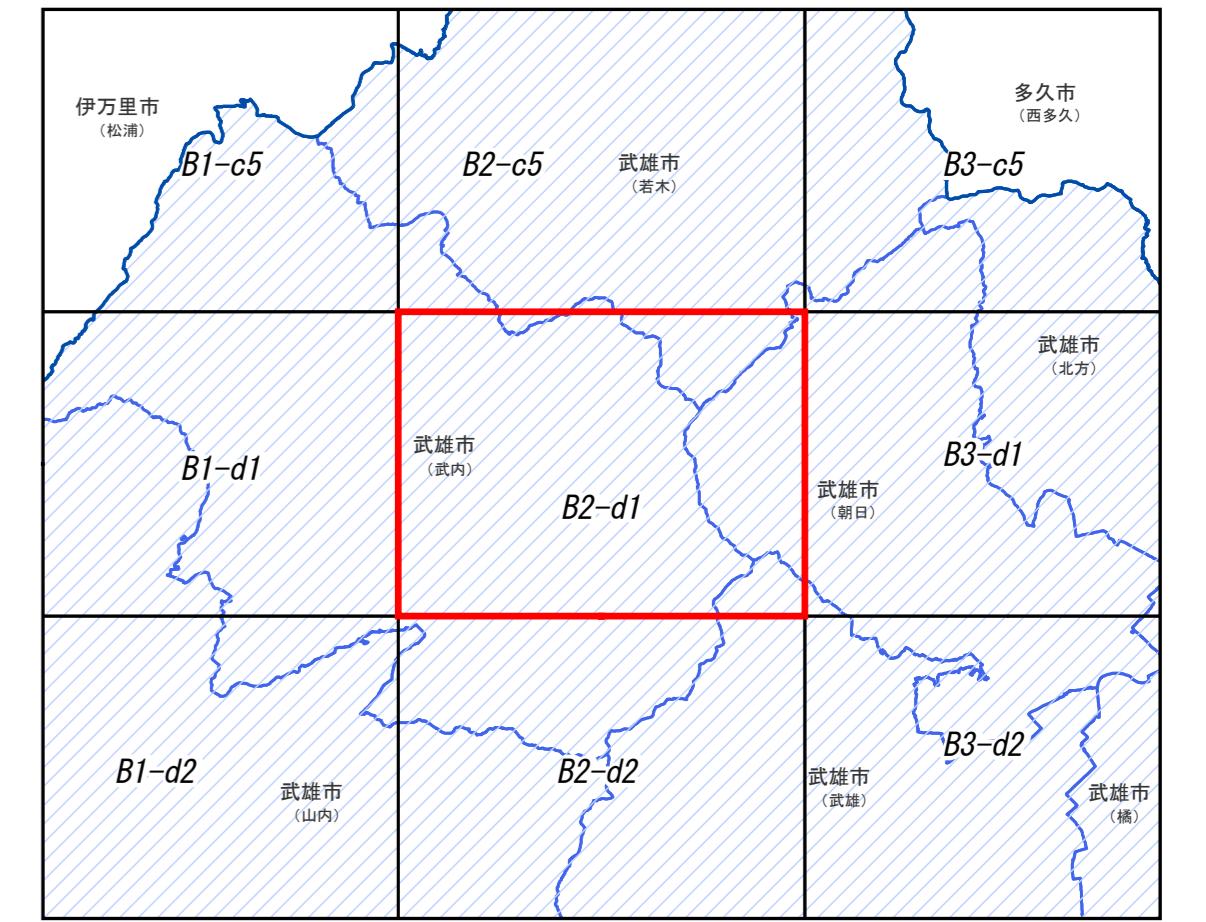 伊万里市
（松浦）
B1-c5
B2-c5
武雄市
（若木）
多久市
（西多久）
B3-c5
B1-d1
武雄市
（武内）
B2-d1
武雄市
（北方）
B3-d1
武雄市
（朝日）
B1-d2
武雄市
（山内）
B2-d2
B3-d2
武雄市
（武雄）
武雄市
（橘）